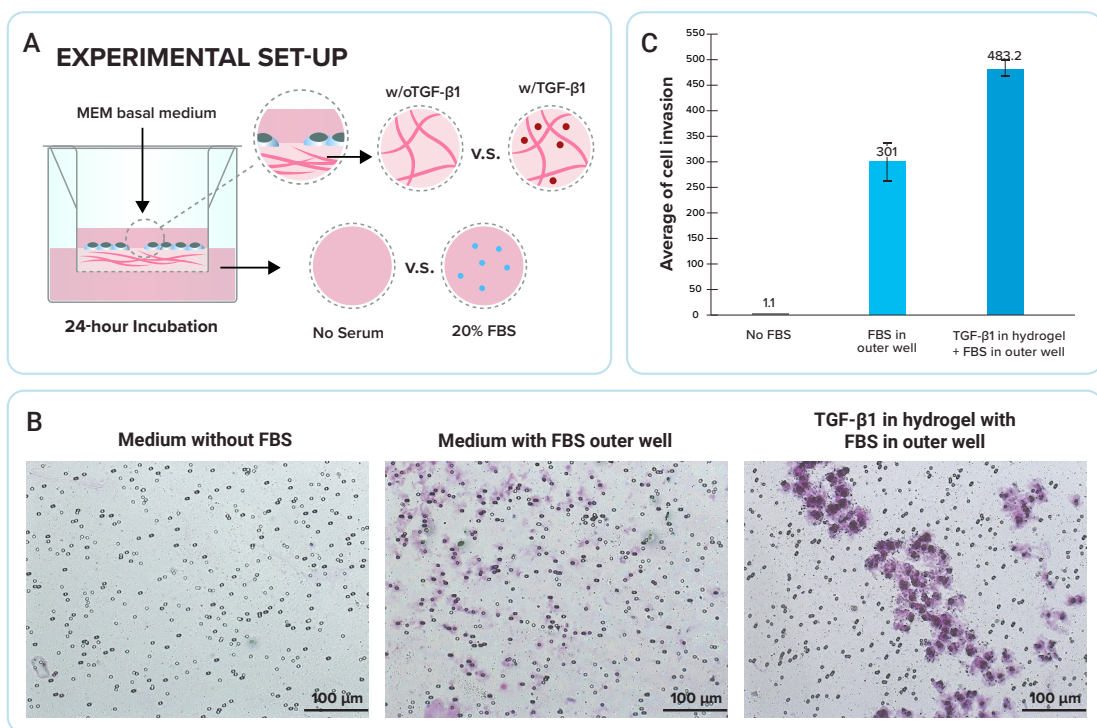 A
EXPERIMENTAL SET-UP
MEM basal medium
w/oTGF-β1
v.s.
w/TGF-β1
24-hour Incubation
No Serum
v.s.
20% FBS
C
Average of cell invasion
550
500
450
400
350
300
250
200
150
100
50
0
1.1
301
483.2
No FBS
FBS in
outer well
TGF-β1 in hydrogel
+ FBS in outer well
B
Medium without FBS
Medium with FBS outer well
TGF-β1 in hydrogel with
FBS in outer well
100 μm
100 μm
100 μm